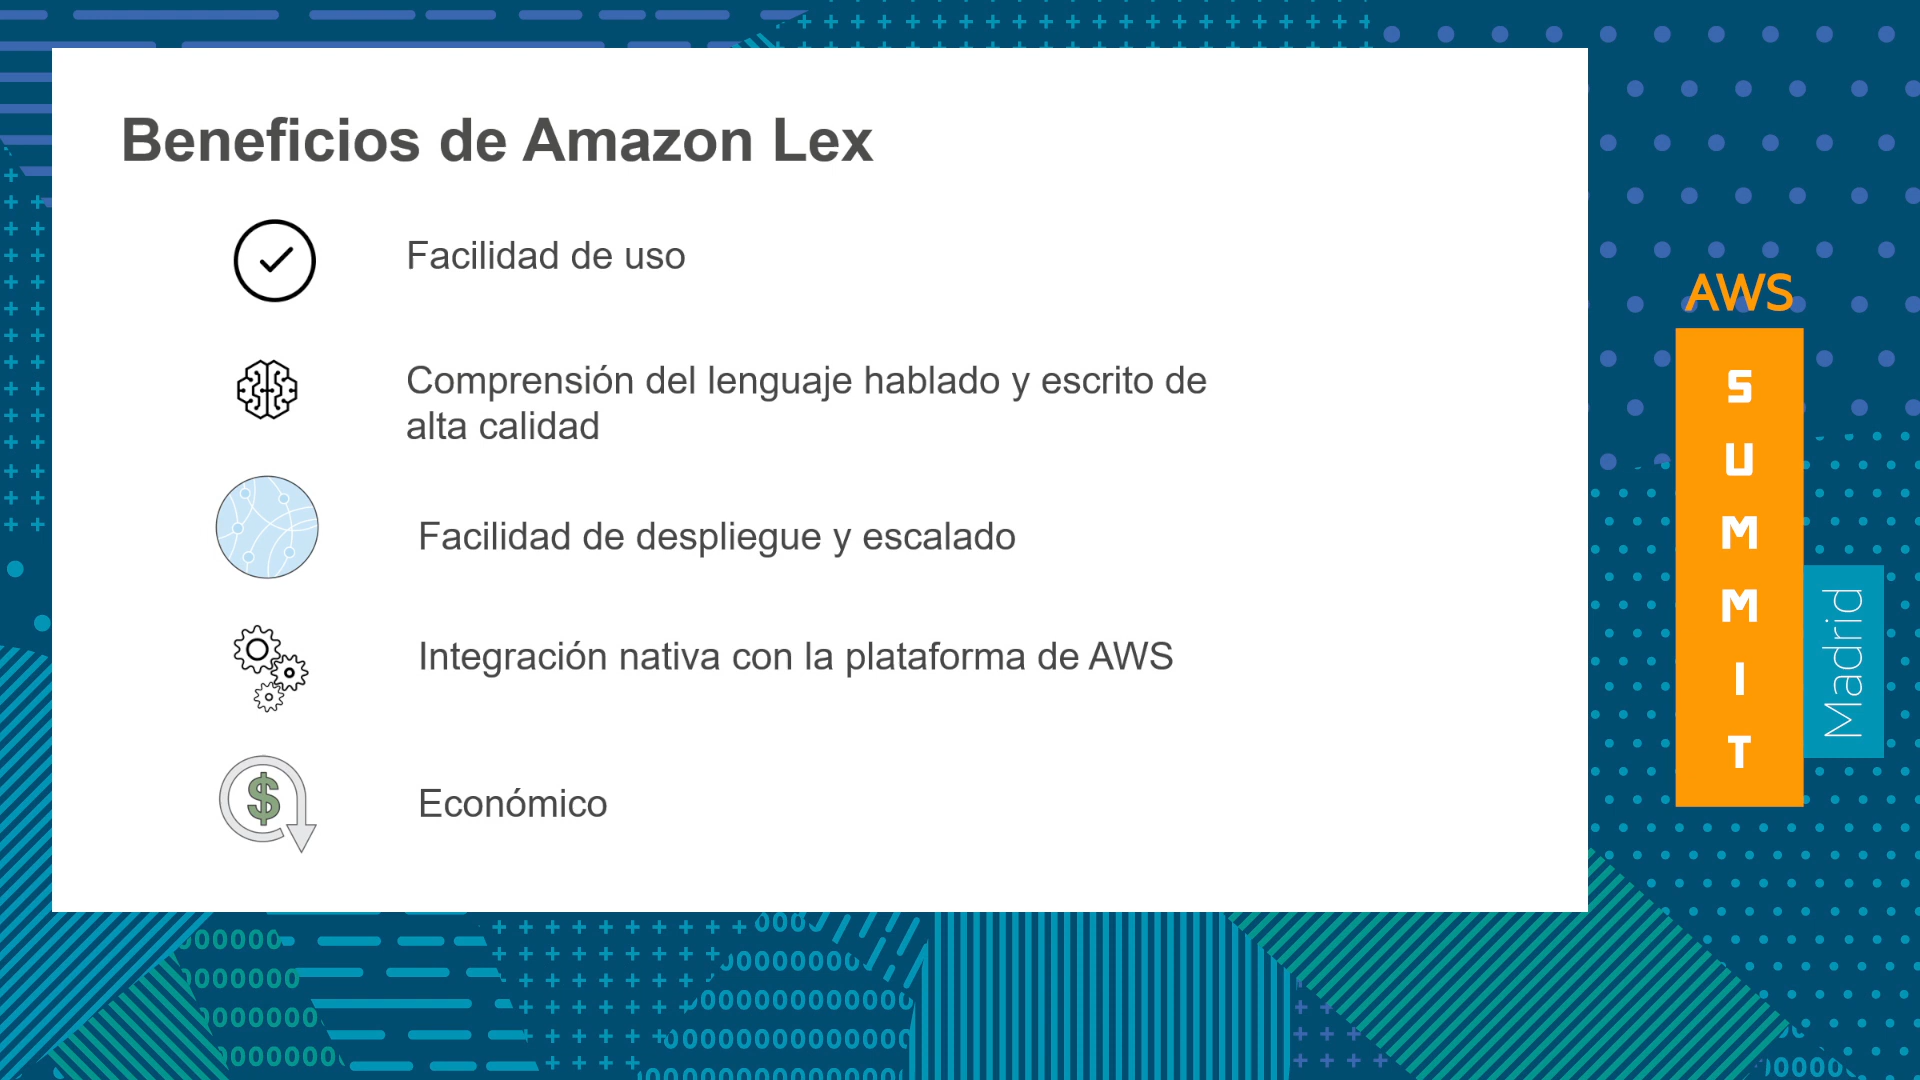 Beneficios de Amazon Lex
Facilidad de uso
Comprensión del lenguaje hablado y escrito de
alta calidad
Facilidad de despliegue y escalado
Integración nativa con la plataforma de AWS
$
Económico
AWS
SUMMIT
Madrid